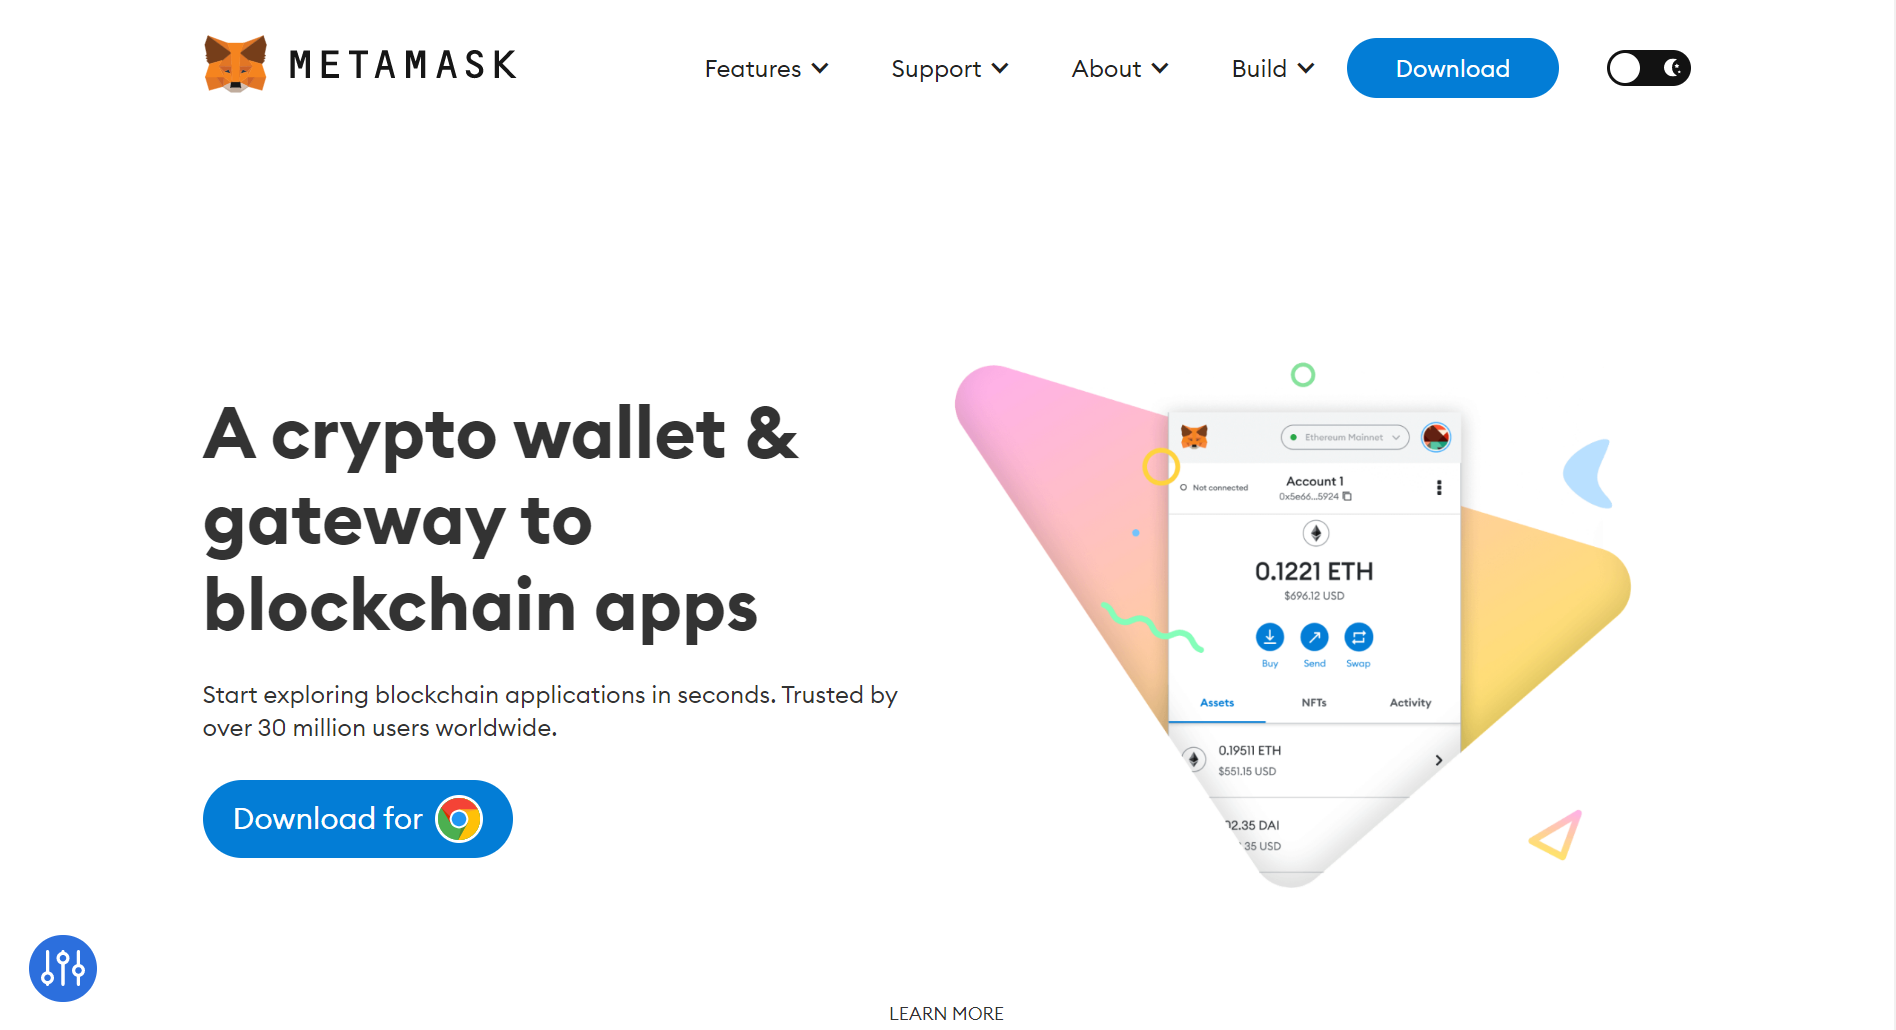 METAMASK
Features
Support
About
Build
Download
A crypto wallet &
gateway to
blockchain apps
Start exploring blockchain applications in seconds. Trusted by
over 30 million users worldwide.
Download for
Ethereum Mainnet
Not connected
Account 1
0x5e66...5924
0.1221 ETH
$696.12 USD
Buy
Send
Swap
Assets
NFTs
Activity
0.19511 ETH
$551.15 USD
02.35 DAI
.35 USD
LEARN MORE